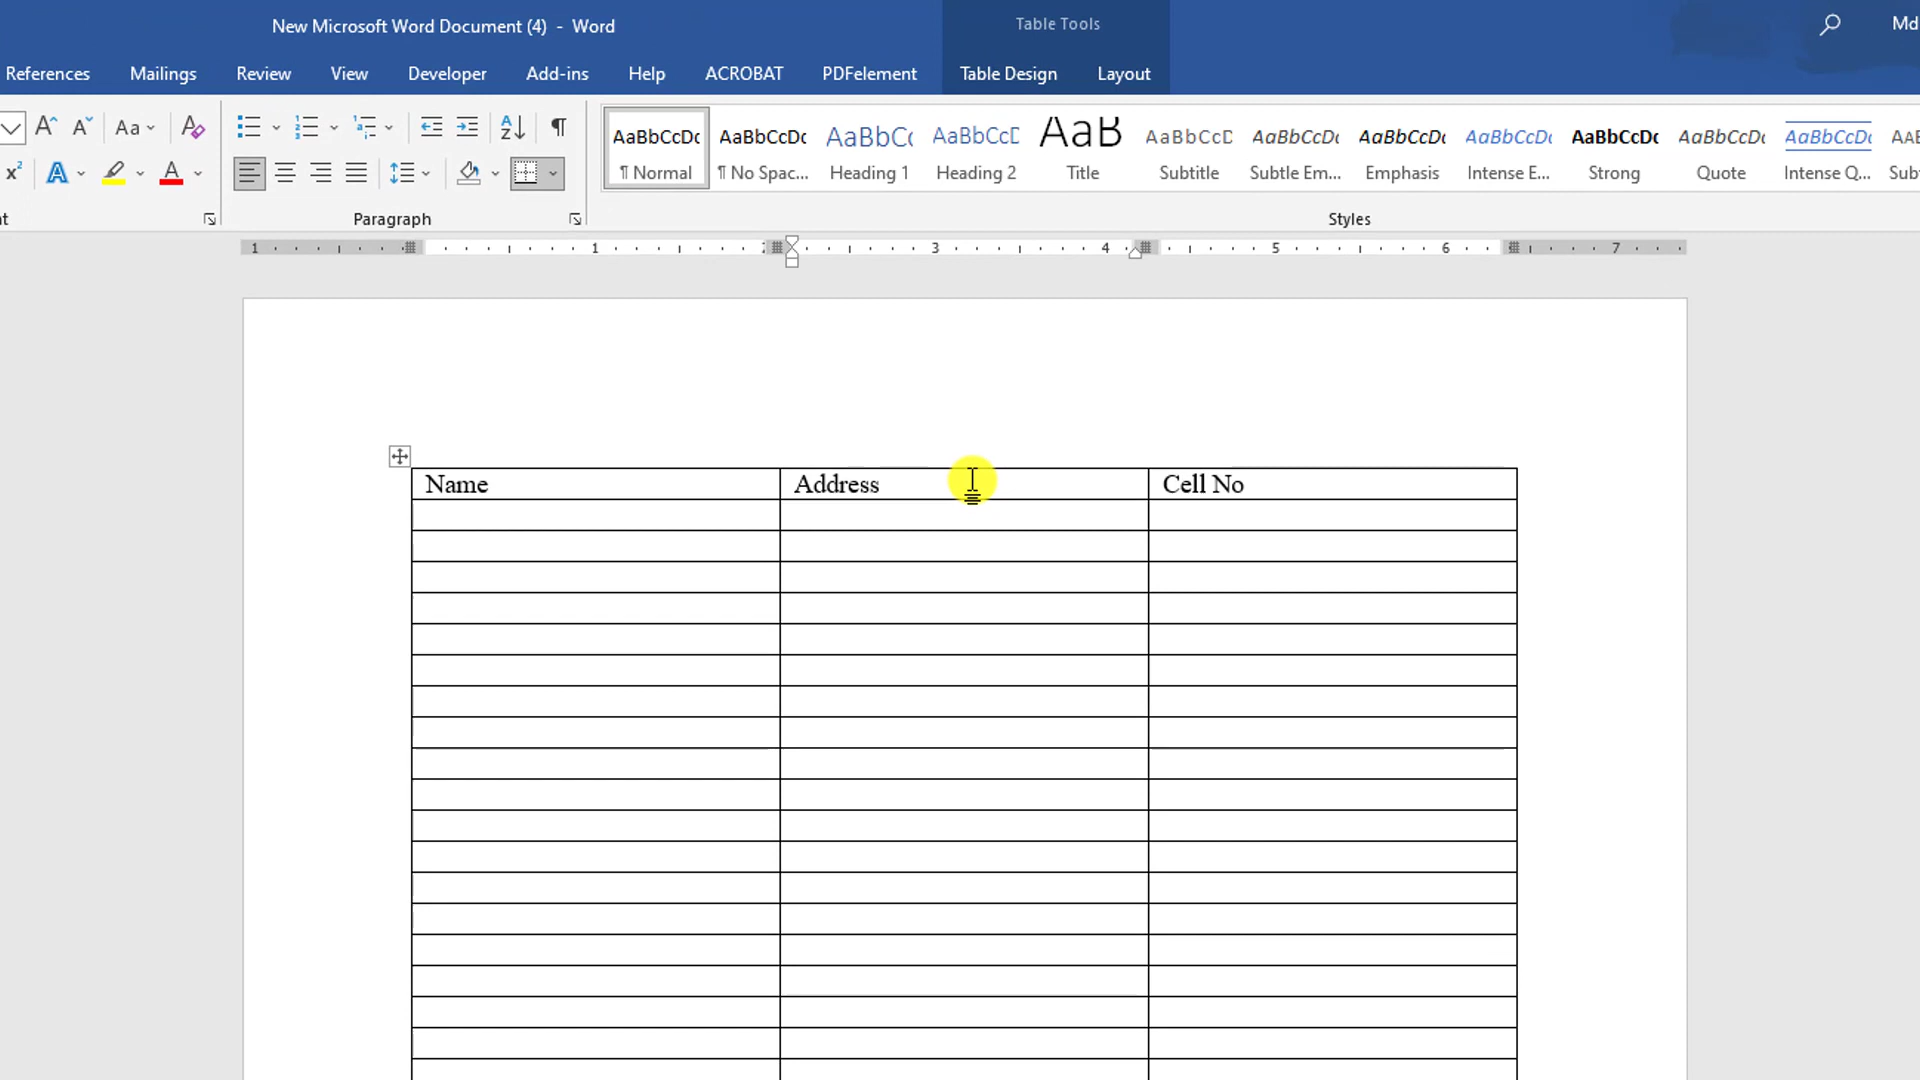 New Microsoft Word Document (4) - Word
Table Tools
Md
References Mailings Review View Developer Add-ins Help ACROBAT PDFelement Table Design Layout
Aa
AaBbCcDc AaBbCcDc AaBbCc AaBbCcD AaB AaBbCcD AaBbCcDc AaBbCcDc AaBbCcDc AaBbCcDc AaBbCcDc AaBbCcDc AaB
¶ Normal ¶ No Spac... Heading 1 Heading 2 Title Subtitle Subtle Em... Emphasis Intense E... Strong Quote Intense Q... Sub
Paragraph Styles
1 1 3 4 5 6 7
Name Address Cell No